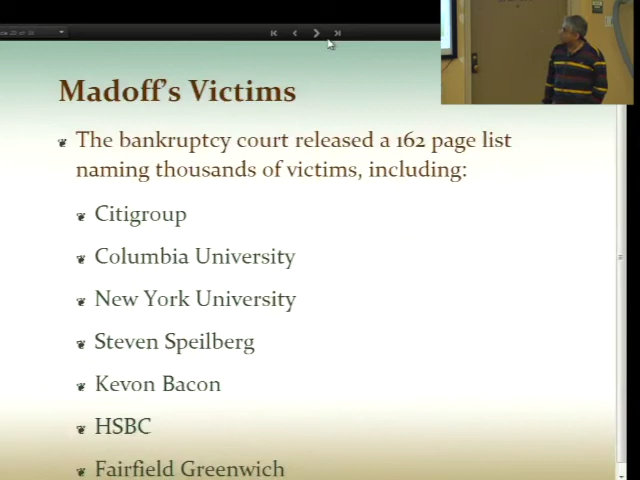 Madoff's Victims
The bankruptcy court released a 162 page list
naming thousands of victims, including:
Citigroup
Columbia University
New York University
Steven Speilberg
Kevon Bacon
HSBC
Fairfield Greenwich